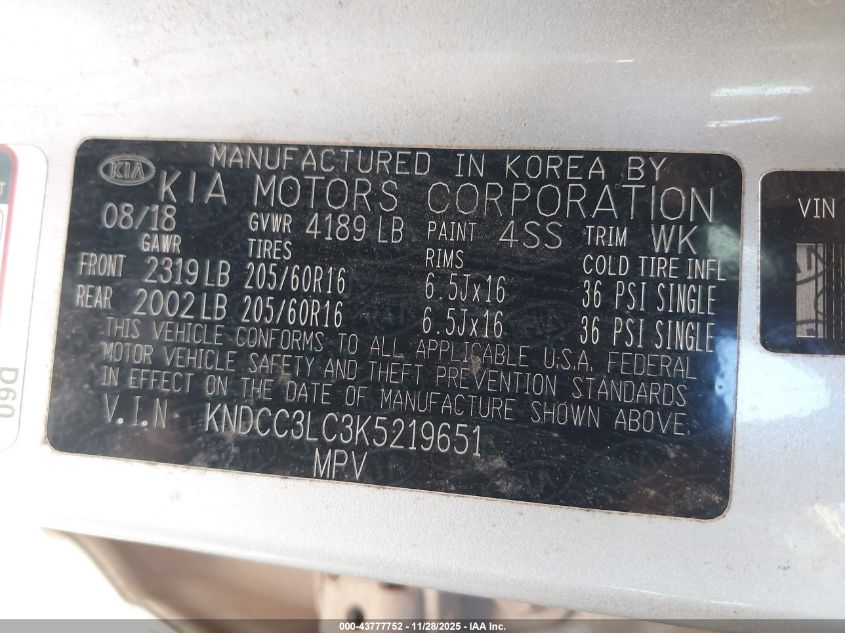 KIA
MANUFACTURED IN KOREA BY
KIA MOTORS CORPORATION
08/18 GVWR 4189 LB PAINT 4SS TRIM WK
GAWR TIRES RIMS COLD TIRE INFL
FRONT 2319 LB 205/60R16 6.5Jx16 36 PSI SINGLE
REAR 2002 LB 205/60R16 6.5Jx16 36 PSI SINGLE
THIS VEHICLE CONFORMS TO ALL APPLICABLE U.S.A. FEDERAL
MOTOR VEHICLE SAFETY AND THEFT PREVENTION STANDARDS
IN EFFECT ON THE DATE OF MANUFACTURE SHOWN ABOVE.
V.I.N KNDCC3LC3K5219651
MPV
VIN
D60
000-43777752 — 11/28/2025 — IAA, Inc.